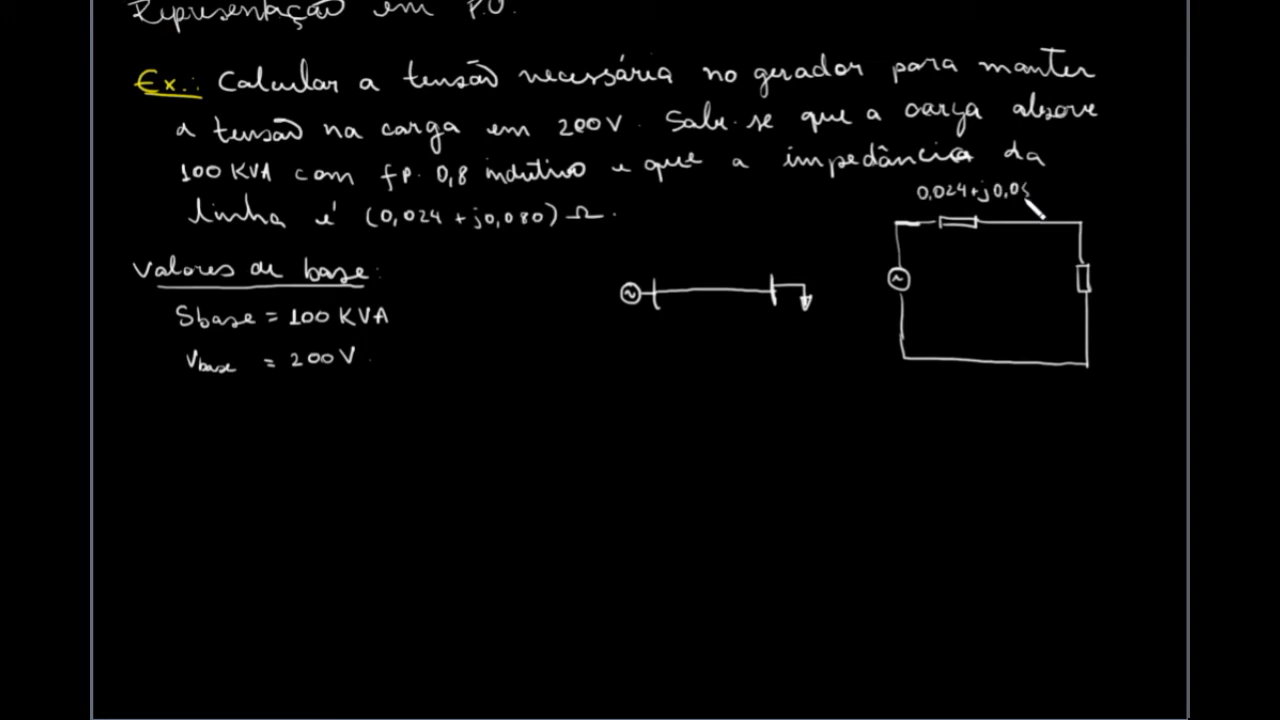 Representação em P.U.
Ex.: Calcular a tensão necessária no gerador para manter
a tensão na carga em 200V. Sabe-se que a carga absove
100 KVA com fp. 0,8 indutivo e que a impedância da
linha é (0,024 + j0,080) Ω.
0,024+j0,08
Valores de base:
Sbase = 100 KVA
Vbase = 200 V.